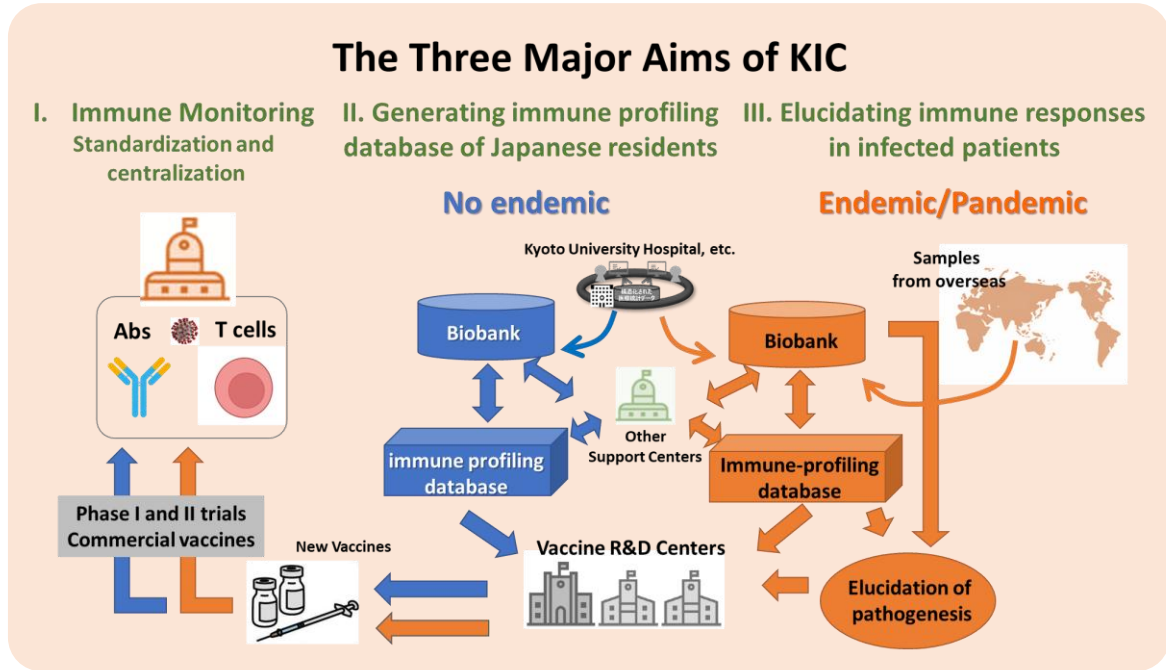 The Three Major Aims of KIC
I. Immune Monitoring
Standardization and
centralization
II. Generating immune profiling
database of Japanese residents
III. Elucidating immune responses
in infected patients
No endemic
Endemic/Pandemic
Kyoto University Hospital, etc.
Samples
from overseas
Abs
T cells
Biobank
Biobank
Other
Support Centers
immune profiling
database
Immune-profiling
database
Phase I and II trials
Commercial vaccines
New Vaccines
Vaccine R&D Centers
Elucidation of
pathogenesis